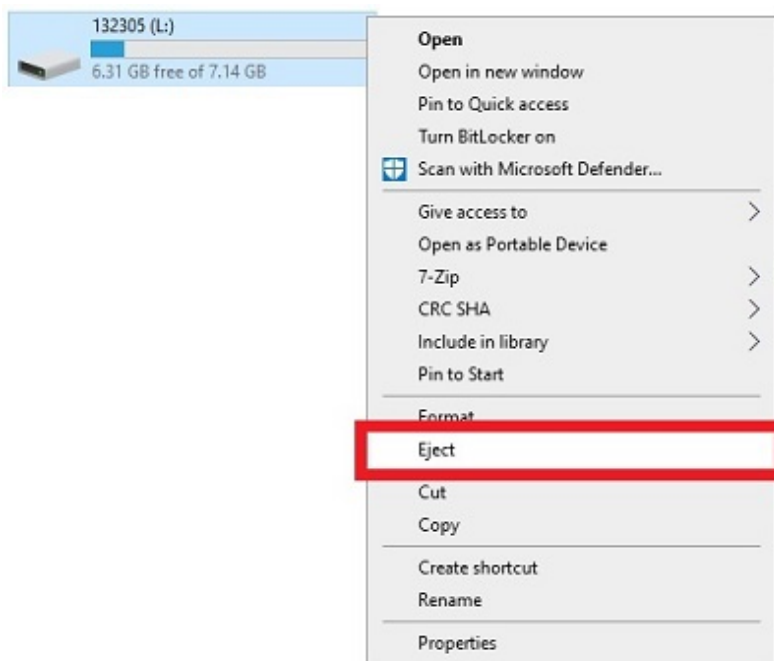 132305 (L:)
6.31 GB free of 7.14 GB
Open
Open in new window
Pin to Quick access
Turn BitLocker on
Scan with Microsoft Defender...
Give access to
Open as Portable Device
7-Zip
CRC SHA
Include in library
Pin to Start
Format
Eject
Cut
Copy
Create shortcut
Rename
Properties